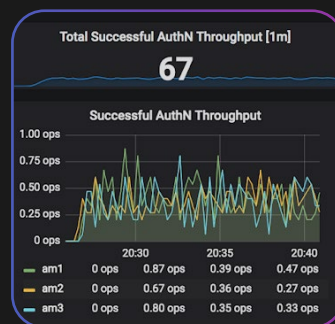 Total Successful AuthN Throughput [1m]
67
Successful AuthN Throughput
1.00 ops
0.75 ops
0.50 ops
0.25 ops
0 ops
20:30 20:35 20:40
am1 0 ops 0.87 ops 0.39 ops 0.47 ops
am2 0 ops 0.67 ops 0.36 ops 0.27 ops
am3 0 ops 0.80 ops 0.35 ops 0.33 ops